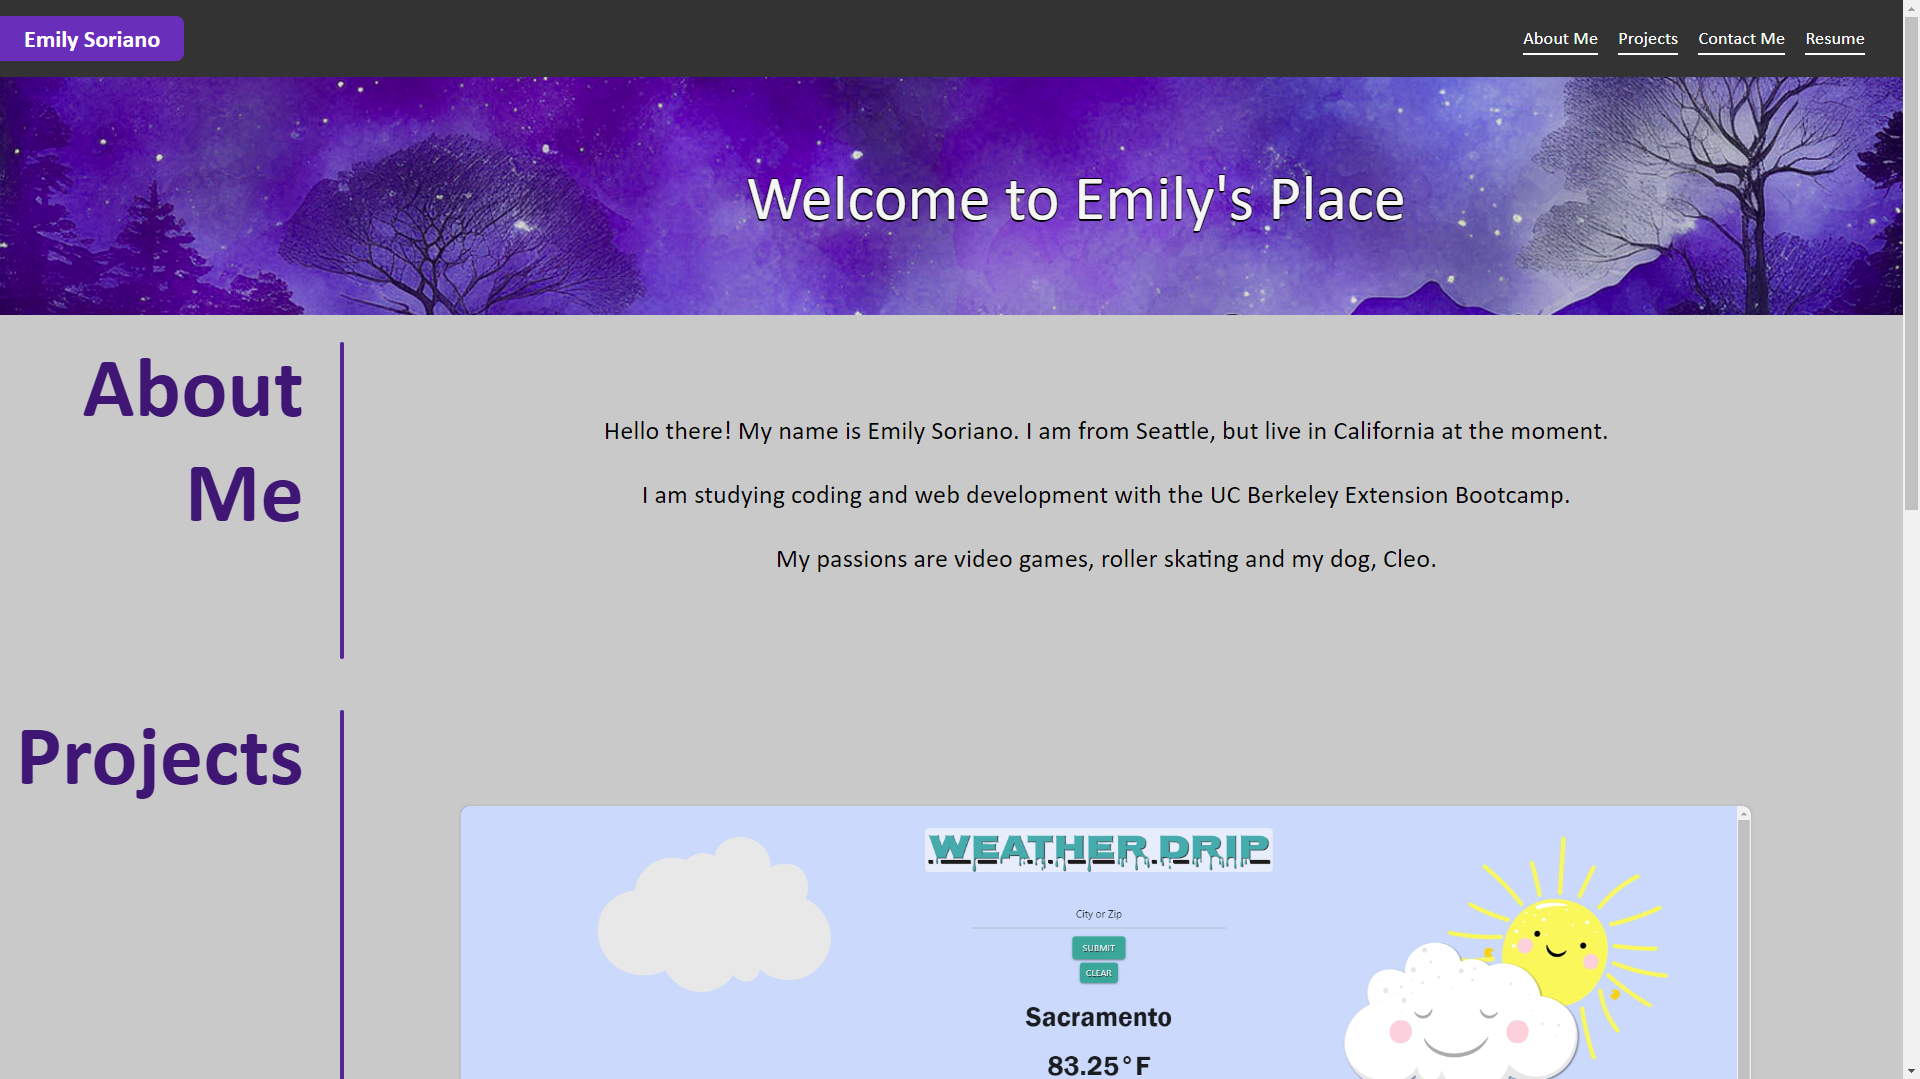 Emily Soriano
About Me
Projects
Contact Me
Resume
Welcome to Emily's Place
About
Me
Hello there! My name is Emily Soriano. I am from Seattle, but live in California at the moment.
I am studying coding and web development with the UC Berkeley Extension Bootcamp.
My passions are video games, roller skating and my dog, Cleo.
Projects
WEATHER DRIP
City or Zip
SUBMIT
CLEAR
Sacramento
83.25°F